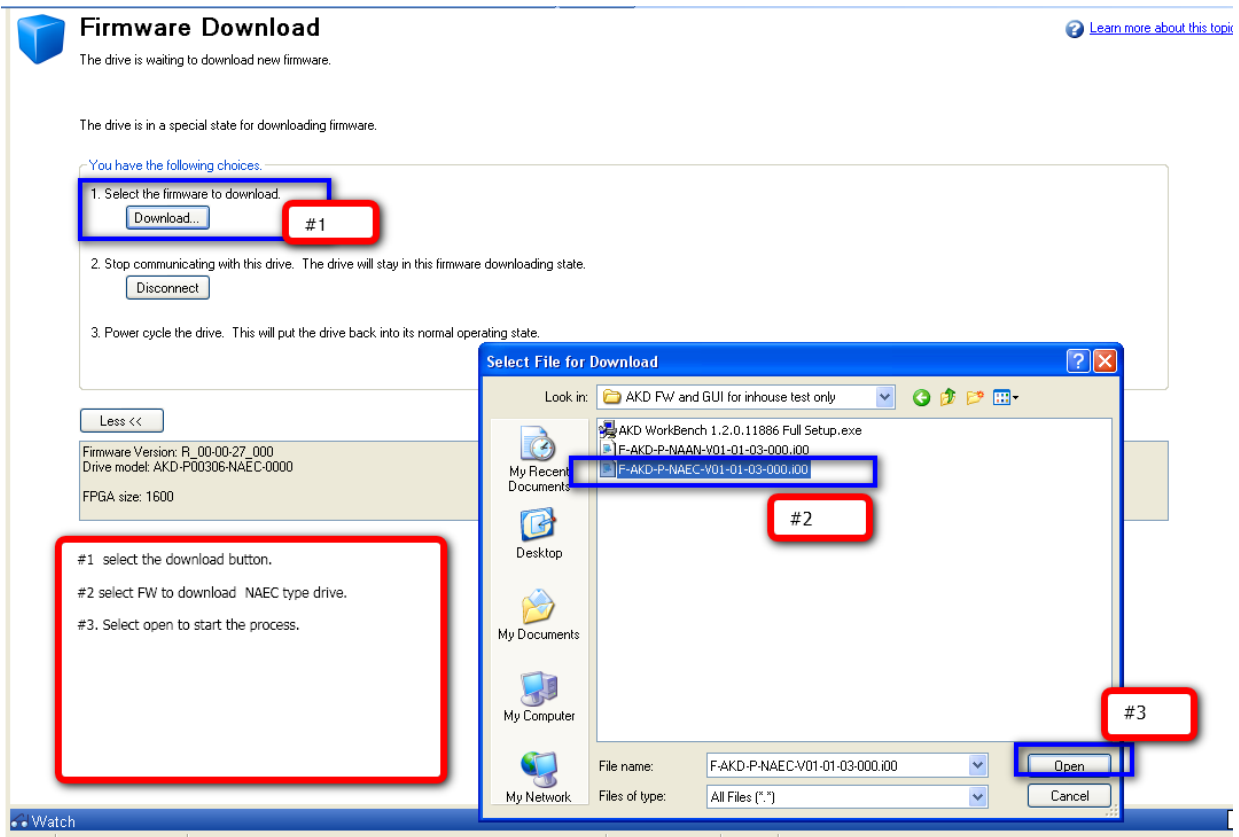 Firmware Download
Learn more about this topic
The drive is waiting to download new firmware.
The drive is in a special state for downloading firmware.
You have the following choices.
1. Select the firmware to download.
Download...
#1
2. Stop communicating with this drive. The drive will stay in this firmware downloading state.
Disconnect
3. Power cycle the drive. This will put the drive back into its normal operating state.
Less <<
Firmware Version: R_00-00-27_000
Drive model: AKD-P00306-NAEC-0000
FPGA size: 1600
#1 select the download button.
#2 select FW to download NAEC type drive.
#3. Select open to start the process.
Select File for Download
Look in:
AKD FW and GUI for inhouse test only
My Recent
Documents
Desktop
My Documents
My Computer
My Network
AKD WorkBench 1.2.0.11886 Full Setup.exe
F-AKD-P-NAAN-V01-01-03-000.i00
F-AKD-P-NAEC-V01-01-03-000.i00
#2
#3
File name:
F-AKD-P-NAEC-V01-01-03-000.i00
Open
Files of type:
All Files (*.*)
Cancel
Watch